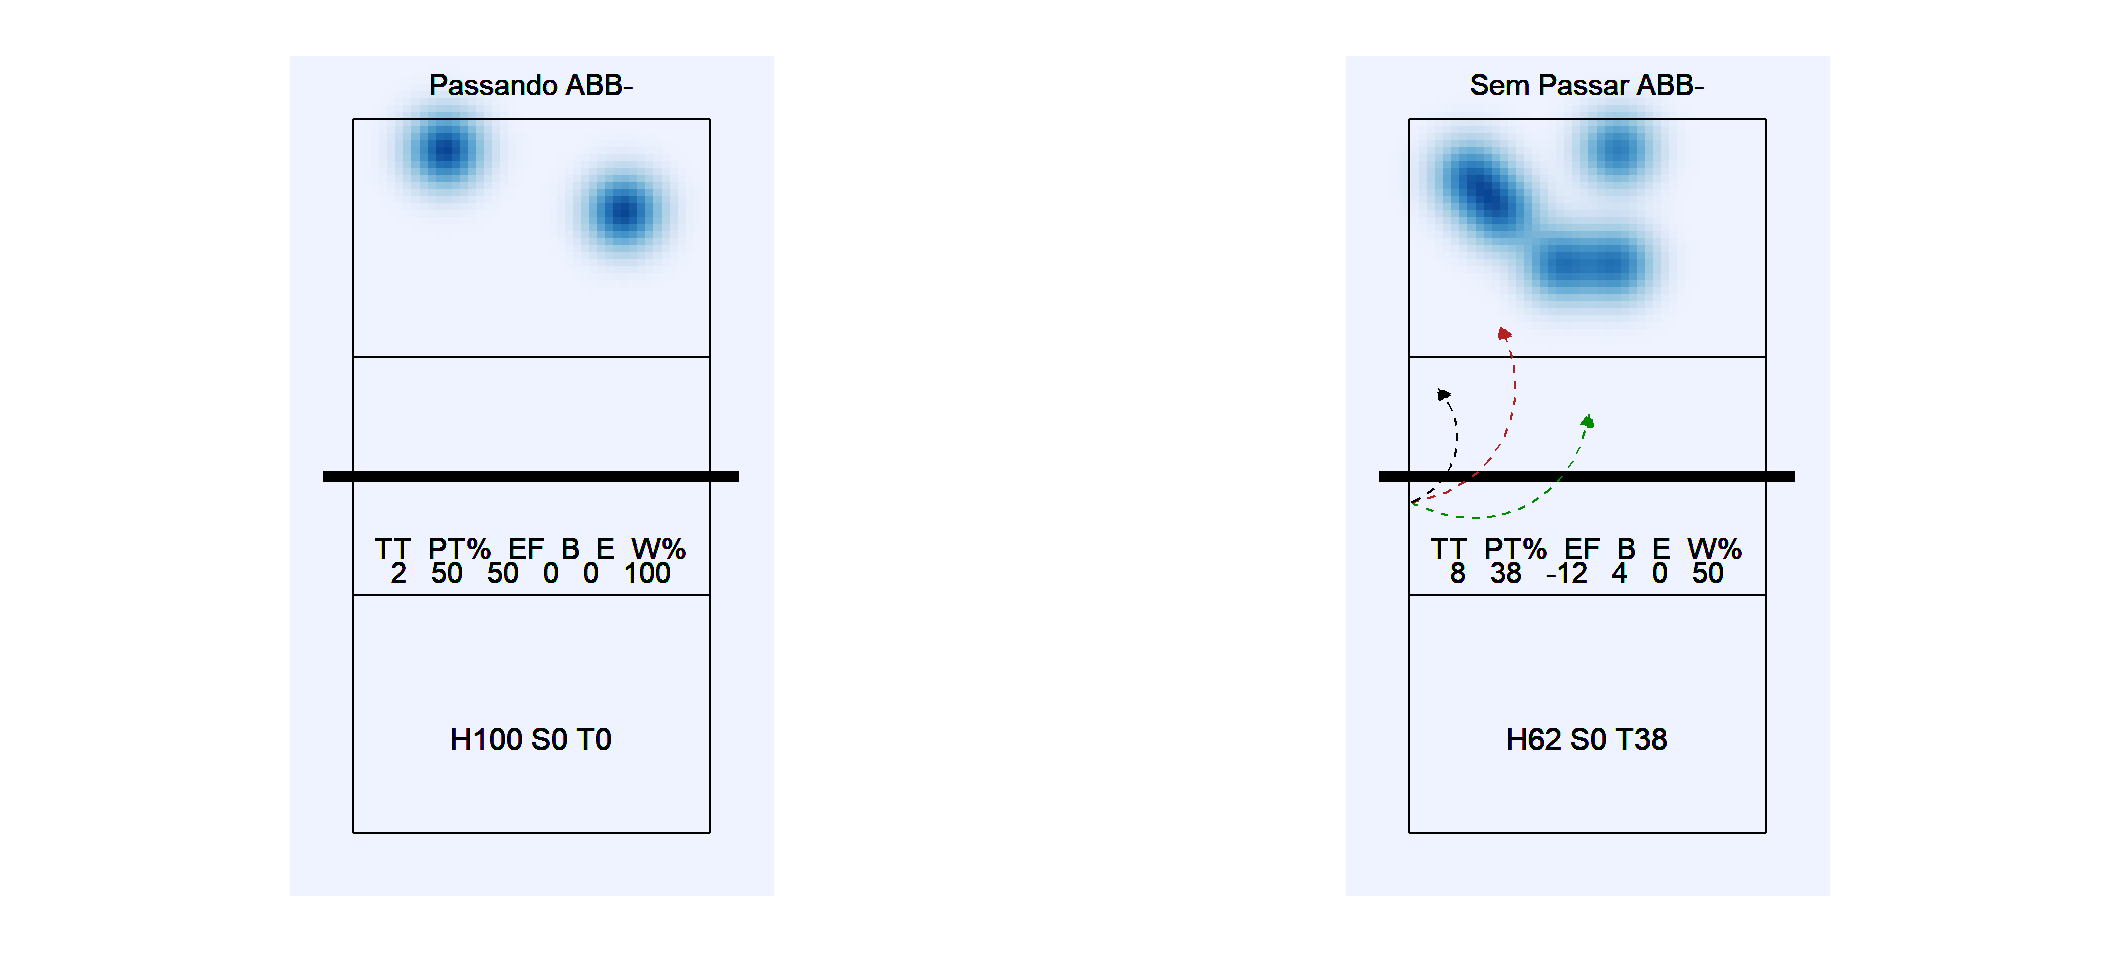 Passando ABB-
TT PT% EF B E W%
2 50 50 0 0 100
H100 S0 T0
Sem Passar ABB-
TT PT% EF B E W%
8 38 -12 4 0 50
H62 S0 T38